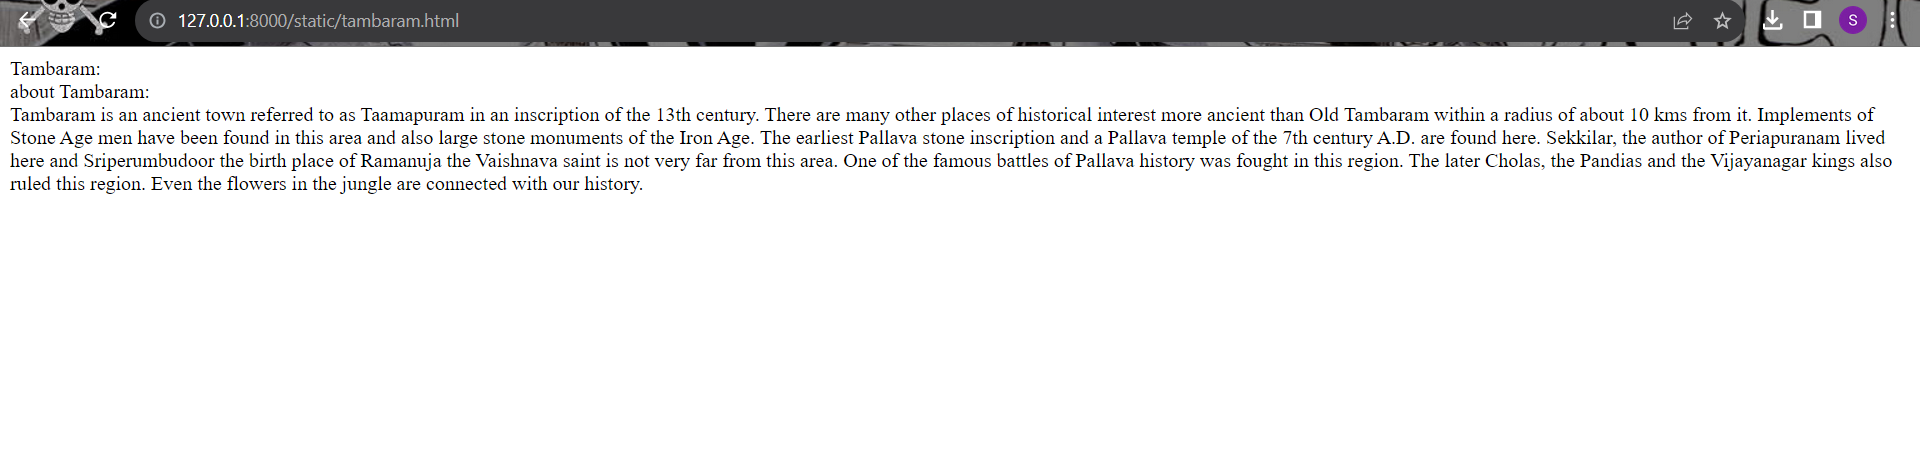 127.0.0.1:8000/static/tambaram.html
S
Tambaram:
about Tambaram:
Tambaram is an ancient town referred to as Taamapuram in an inscription of the 13th century. There are many other places of historical interest more ancient than Old Tambaram within a radius of about 10 kms from it. Implements of
Stone Age men have been found in this area and also large stone monuments of the Iron Age. The earliest Pallava stone inscription and a Pallava temple of the 7th century A.D. are found here. Sekkilar, the author of Periapuranam lived
here and Sriperumbudoor the birth place of Ramanuja the Vaishnava saint is not very far from this area. One of the famous battles of Pallava history was fought in this region. The later Cholas, the Pandias and the Vijayanagar kings also
ruled this region. Even the flowers in the jungle are connected with our history.